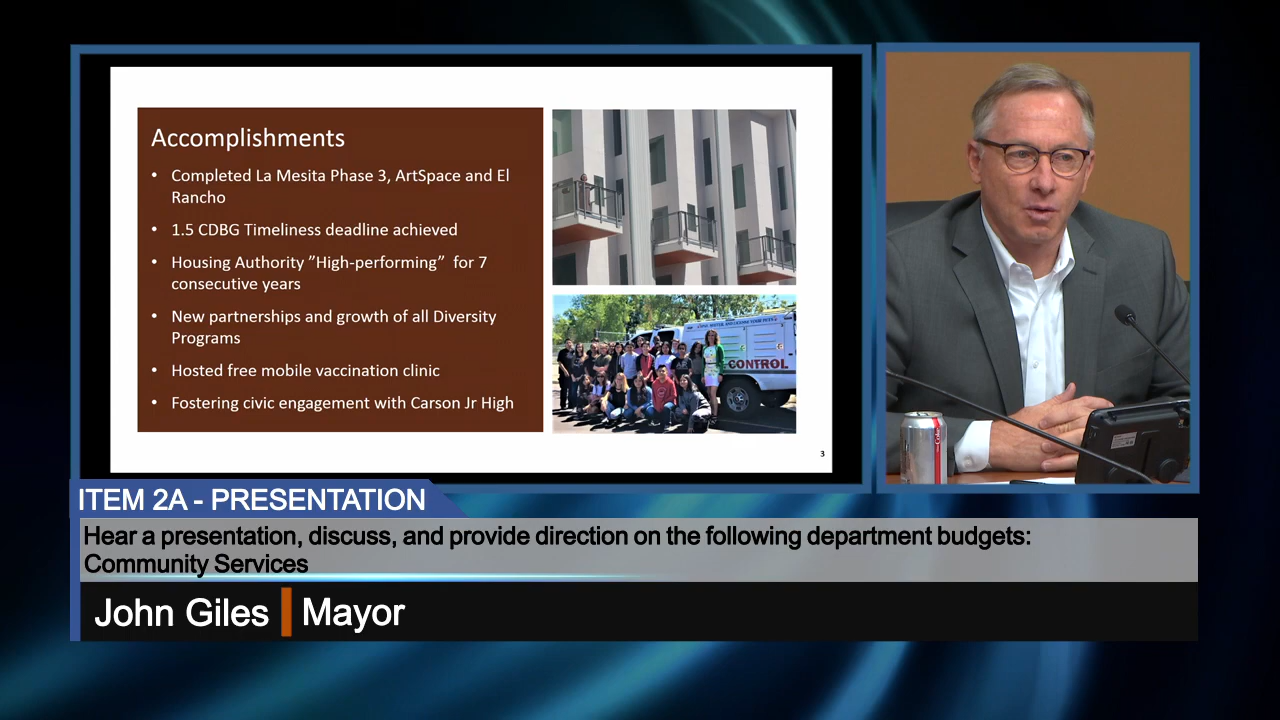 Accomplishments
• Completed La Mesita Phase 3, ArtSpace and El
Rancho
• 1.5 CDBG Timeliness deadline achieved
• Housing Authority ”High-performing” for 7
consecutive years
• New partnerships and growth of all Diversity
Programs
• Hosted free mobile vaccination clinic
• Fostering civic engagement with Carson Jr High
CONTROL
3
ITEM 2A - PRESENTATION
Hear a presentation, discuss, and provide direction on the following department budgets:
Community Services
John Giles Mayor